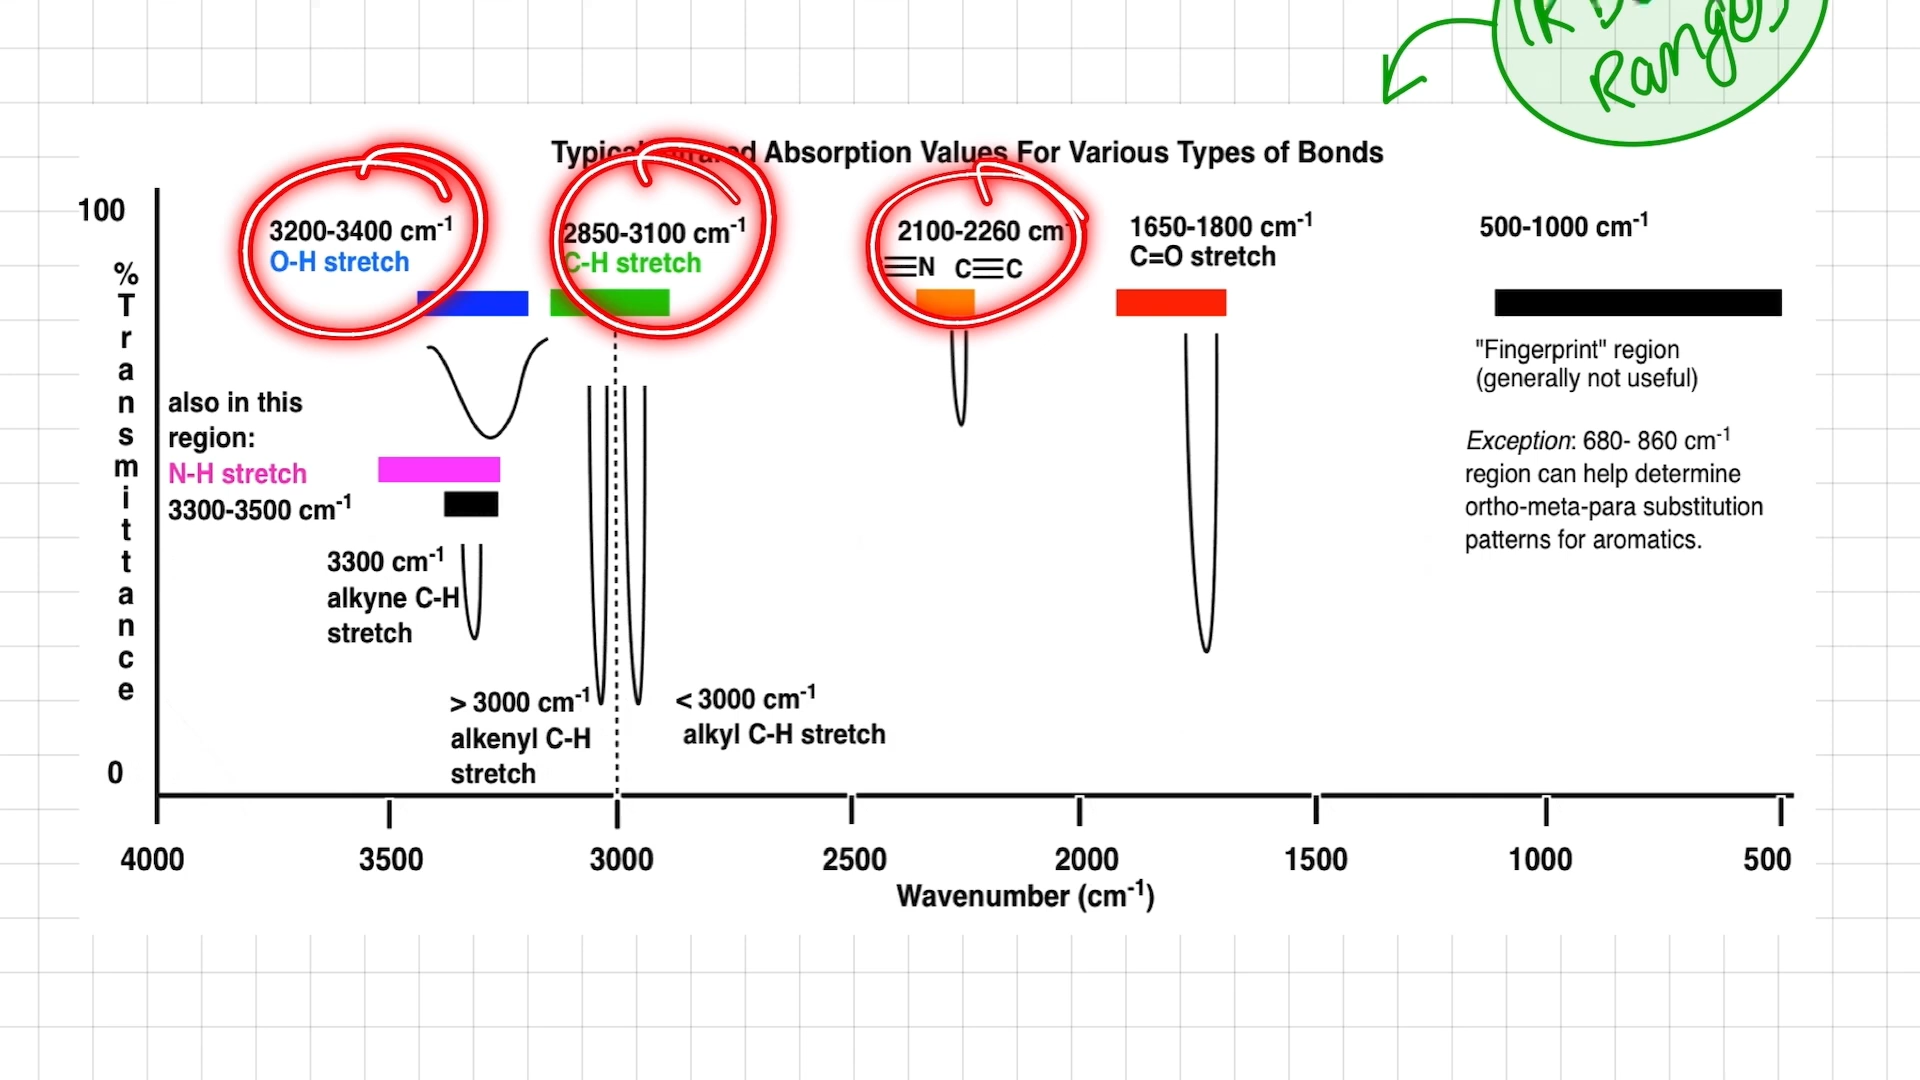 Range
Typical Infrared Absorption Values For Various Types of Bonds
100
% Transmittance
0
3200-3400 cm-1
O-H stretch
2850-3100 cm-1
C-H stretch
2100-2260 cm
≡N C≡C
1650-1800 cm-1
C=O stretch
500-1000 cm-1
"Fingerprint" region
(generally not useful)
Exception: 680- 860 cm-1
region can help determine
ortho-meta-para substitution
patterns for aromatics.
also in this
region:
N-H stretch
3300-3500 cm-1
3300 cm-1
alkyne C-H
stretch
> 3000 cm-1
alkenyl C-H
stretch
< 3000 cm-1
alkyl C-H stretch
4000 3500 3000 2500 2000 1500 1000 500
Wavenumber (cm-1)